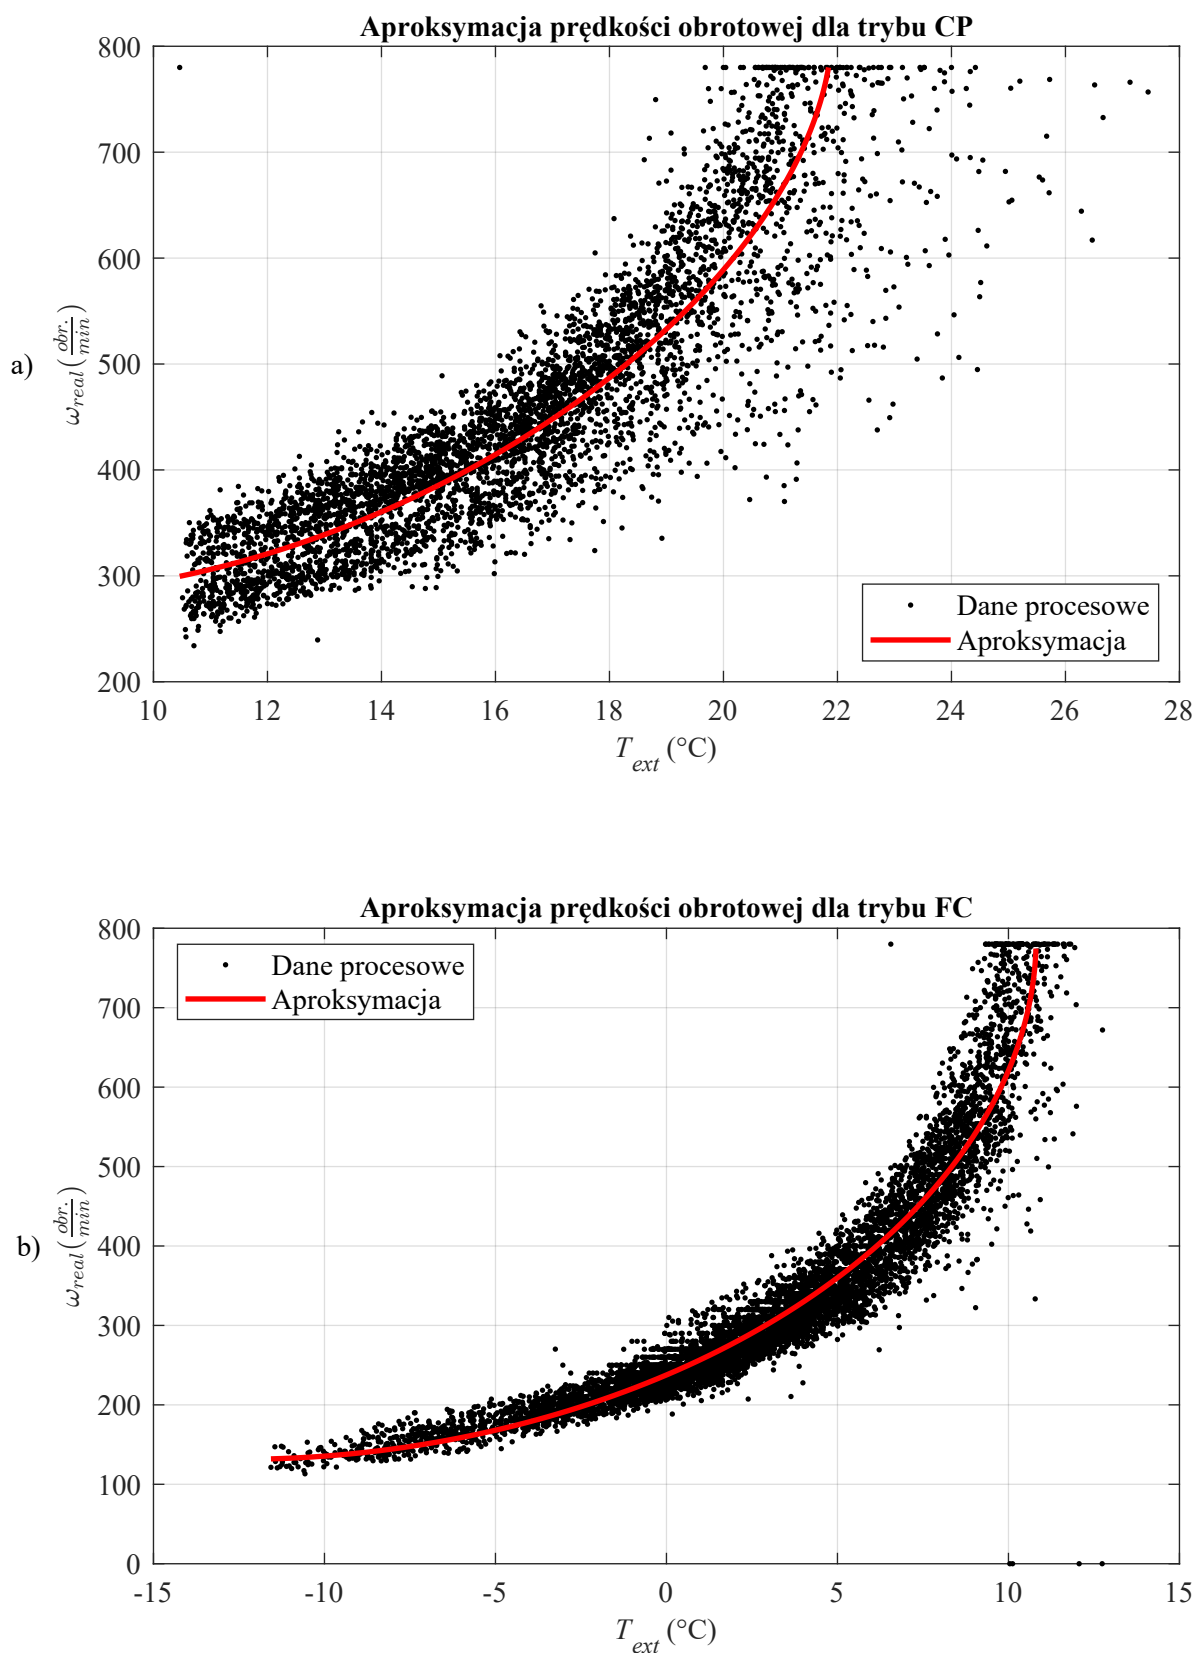 Aproksymacja prędkości obrotowej dla trybu CP
800
700
600
500
400
300
200
a)
ω_real (obr./min)
10 12 14 16 18 20 22 24 26 28
T_ext (°C)
Dane procesowe
Aproksymacja
Aproksymacja prędkości obrotowej dla trybu FC
800
700
600
500
400
300
200
100
0
b)
ω_real (obr./min)
-15 -10 -5 0 5 10 15
T_ext (°C)
Dane procesowe
Aproksymacja